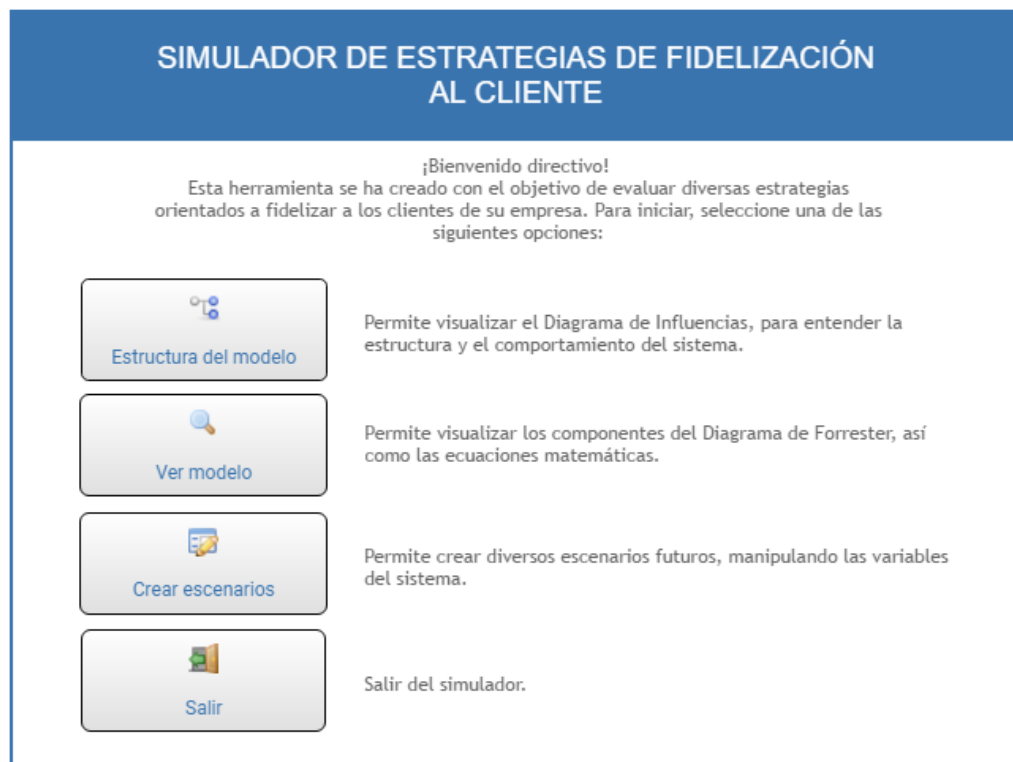 SIMULADOR DE ESTRATEGIAS DE FIDELIZACIÓN
AL CLIENTE
¡Bienvenido directivo!
Esta herramienta se ha creado con el objetivo de evaluar diversas estrategias
orientados a fidelizar a los clientes de su empresa. Para iniciar, seleccione una de las
siguientes opciones:
Estructura del modelo
Permite visualizar el Diagrama de Influencias, para entender la
estructura y el comportamiento del sistema.
Ver modelo
Permite visualizar los componentes del Diagrama de Forrester, así
como las ecuaciones matemáticas.
Crear escenarios
Permite crear diversos escenarios futuros, manipulando las variables
del sistema.
Salir
Salir del simulador.